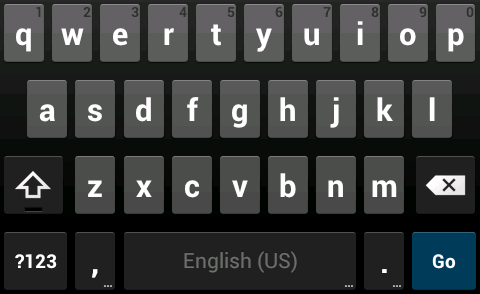 1 2 3 4 5 6 7 8 9 0
q w e r t y u i o p
a s d f g h j k l
z x c v b n m
?123 , ... English (US) ... . ... Go